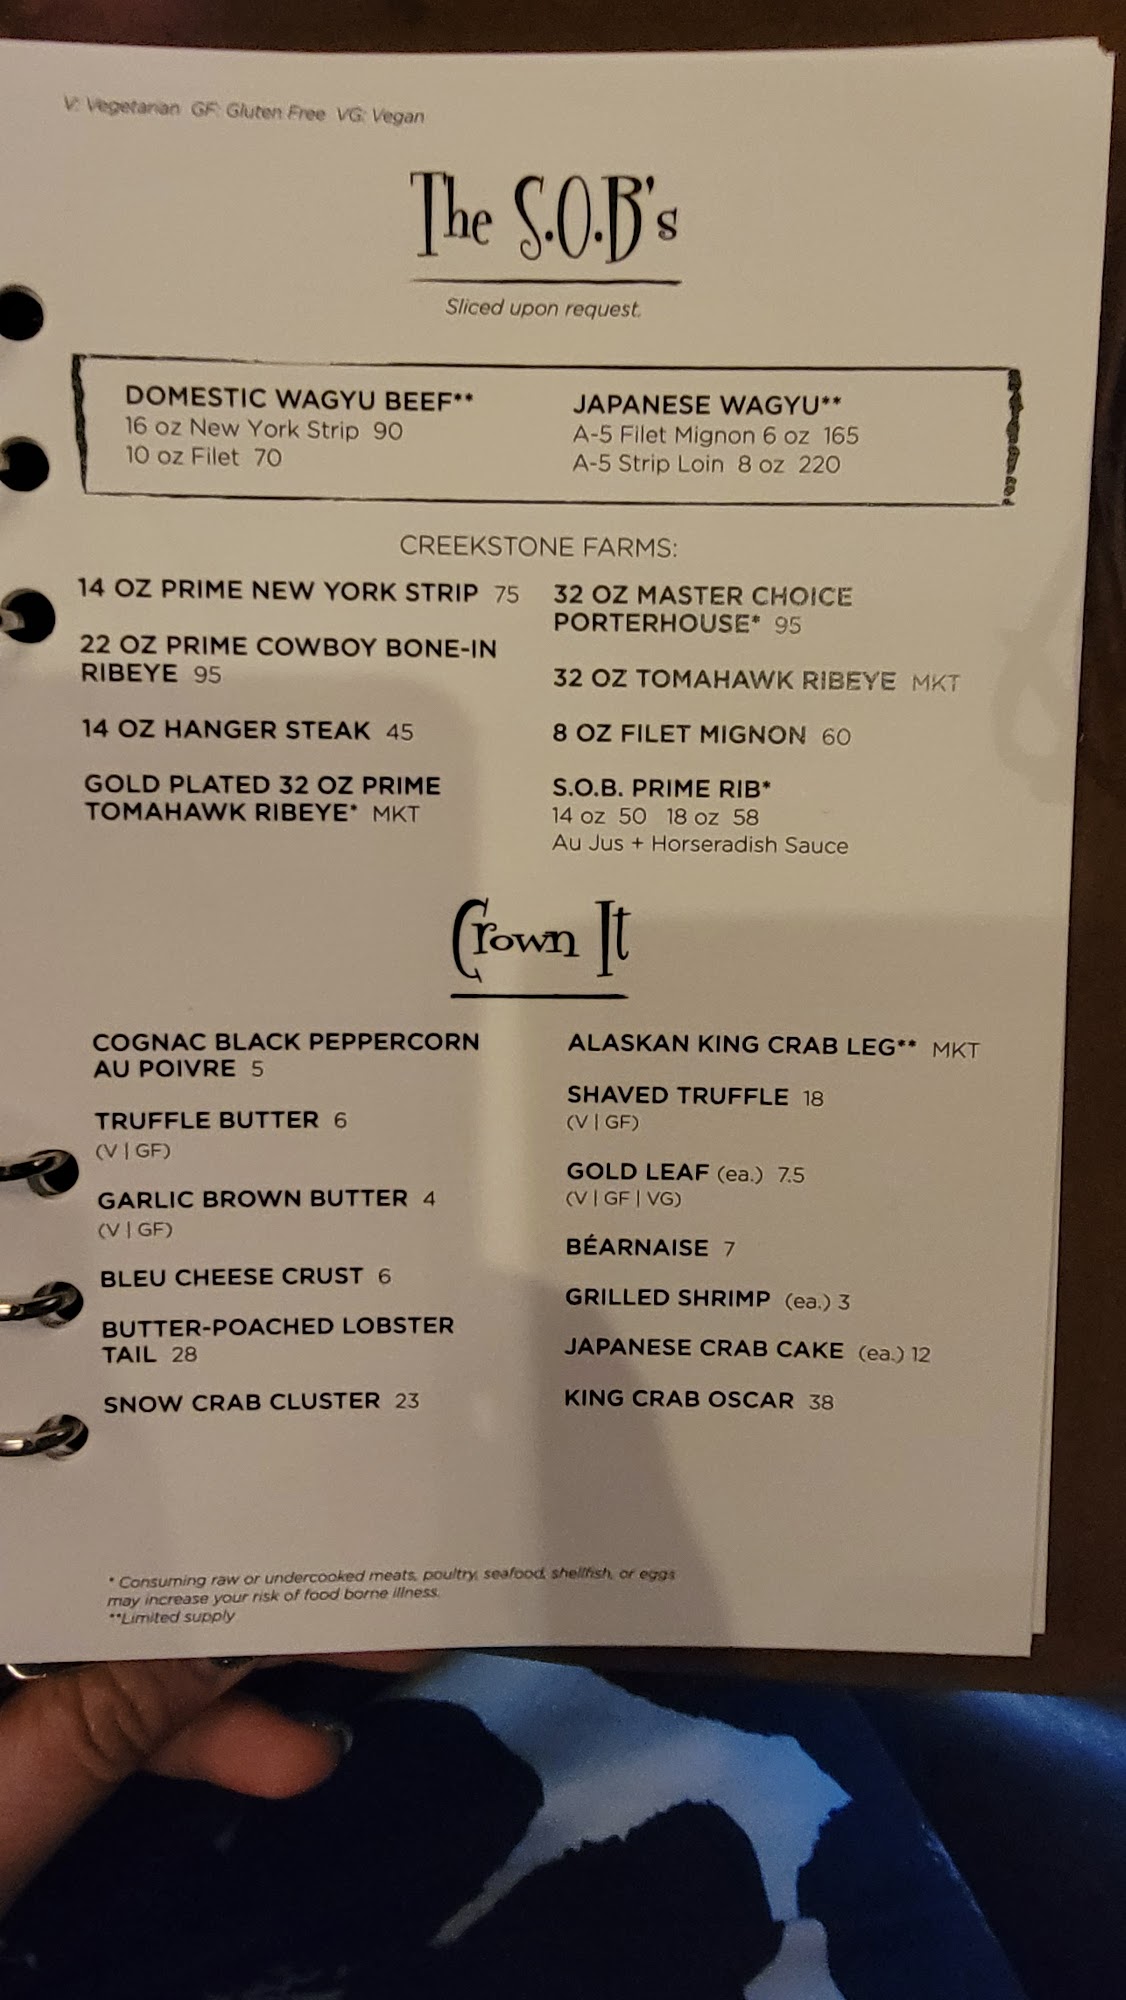 V: Vegetarian GF: Gluten Free VG: Vegan
The S.O.B's
Sliced upon request.
DOMESTIC WAGYU BEEF**
16 oz New York Strip 90
10 oz Filet 70
JAPANESE WAGYU**
A-5 Filet Mignon 6 oz 165
A-5 Strip Loin 8 oz 220
CREEKSTONE FARMS:
14 OZ PRIME NEW YORK STRIP 75
22 OZ PRIME COWBOY BONE-IN
RIBEYE 95
14 OZ HANGER STEAK 45
GOLD PLATED 32 OZ PRIME
TOMAHAWK RIBEYE* MKT
32 OZ MASTER CHOICE
PORTERHOUSE* 95
32 OZ TOMAHAWK RIBEYE MKT
8 OZ FILET MIGNON 60
S.O.B. PRIME RIB*
14 oz 50 18 oz 58
Au Jus + Horseradish Sauce
Crown It
COGNAC BLACK PEPPERCORN
AU POIVRE 5
TRUFFLE BUTTER 6
(V | GF)
GARLIC BROWN BUTTER 4
(V | GF)
BLEU CHEESE CRUST 6
BUTTER-POACHED LOBSTER
TAIL 28
SNOW CRAB CLUSTER 23
ALASKAN KING CRAB LEG** MKT
SHAVED TRUFFLE 18
(V | GF)
GOLD LEAF (ea.) 7.5
(V | GF | VG)
BÉARNAISE 7
GRILLED SHRIMP (ea.) 3
JAPANESE CRAB CAKE (ea.) 12
KING CRAB OSCAR 38
* Consuming raw or undercooked meats, poultry, seafood, shellfish, or eggs
may increase your risk of food borne illness.
**Limited supply